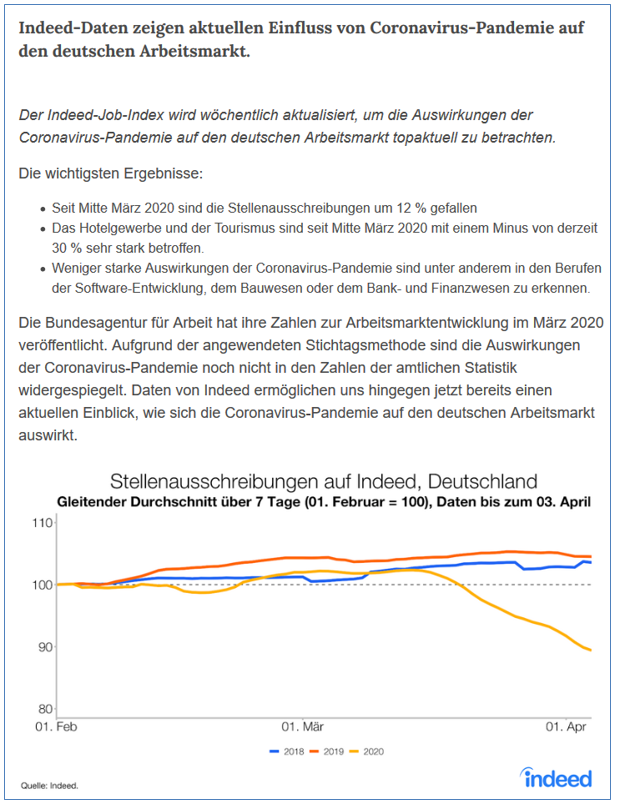 Indeed-Daten zeigen aktuellen Einfluss von Coronavirus-Pandemie auf
den deutschen Arbeitsmarkt.
Der Indeed-Job-Index wird wöchentlich aktualisiert, um die Auswirkungen der
Coronavirus-Pandemie auf den deutschen Arbeitsmarkt topaktuell zu betrachten.
Die wichtigsten Ergebnisse:
• Seit Mitte März 2020 sind die Stellenausschreibungen um 12 % gefallen
• Das Hotelgewerbe und der Tourismus sind seit Mitte März 2020 mit einem Minus von derzeit
30 % sehr stark betroffen.
• Weniger starke Auswirkungen der Coronavirus-Pandemie sind unter anderem in den Berufen
der Software-Entwicklung, dem Bauwesen oder dem Bank- und Finanzwesen zu erkennen.
Die Bundesagentur für Arbeit hat ihre Zahlen zur Arbeitsmarktentwicklung im März 2020
veröffentlicht. Aufgrund der angewendeten Stichtagsmethode sind die Auswirkungen
der Coronavirus-Pandemie noch nicht in den Zahlen der amtlichen Statistik
widergespiegelt. Daten von Indeed ermöglichen uns hingegen jetzt bereits einen
aktuellen Einblick, wie sich die Coronavirus-Pandemie auf den deutschen Arbeitsmarkt
auswirkt.
Stellenausschreibungen auf Indeed, Deutschland
Gleitender Durchschnitt über 7 Tage (01. Februar = 100), Daten bis zum 03. April
110
100
90
80
01. Feb 01. Mär 01. Apr
2018 2019 2020
Quelle: Indeed.
indeed